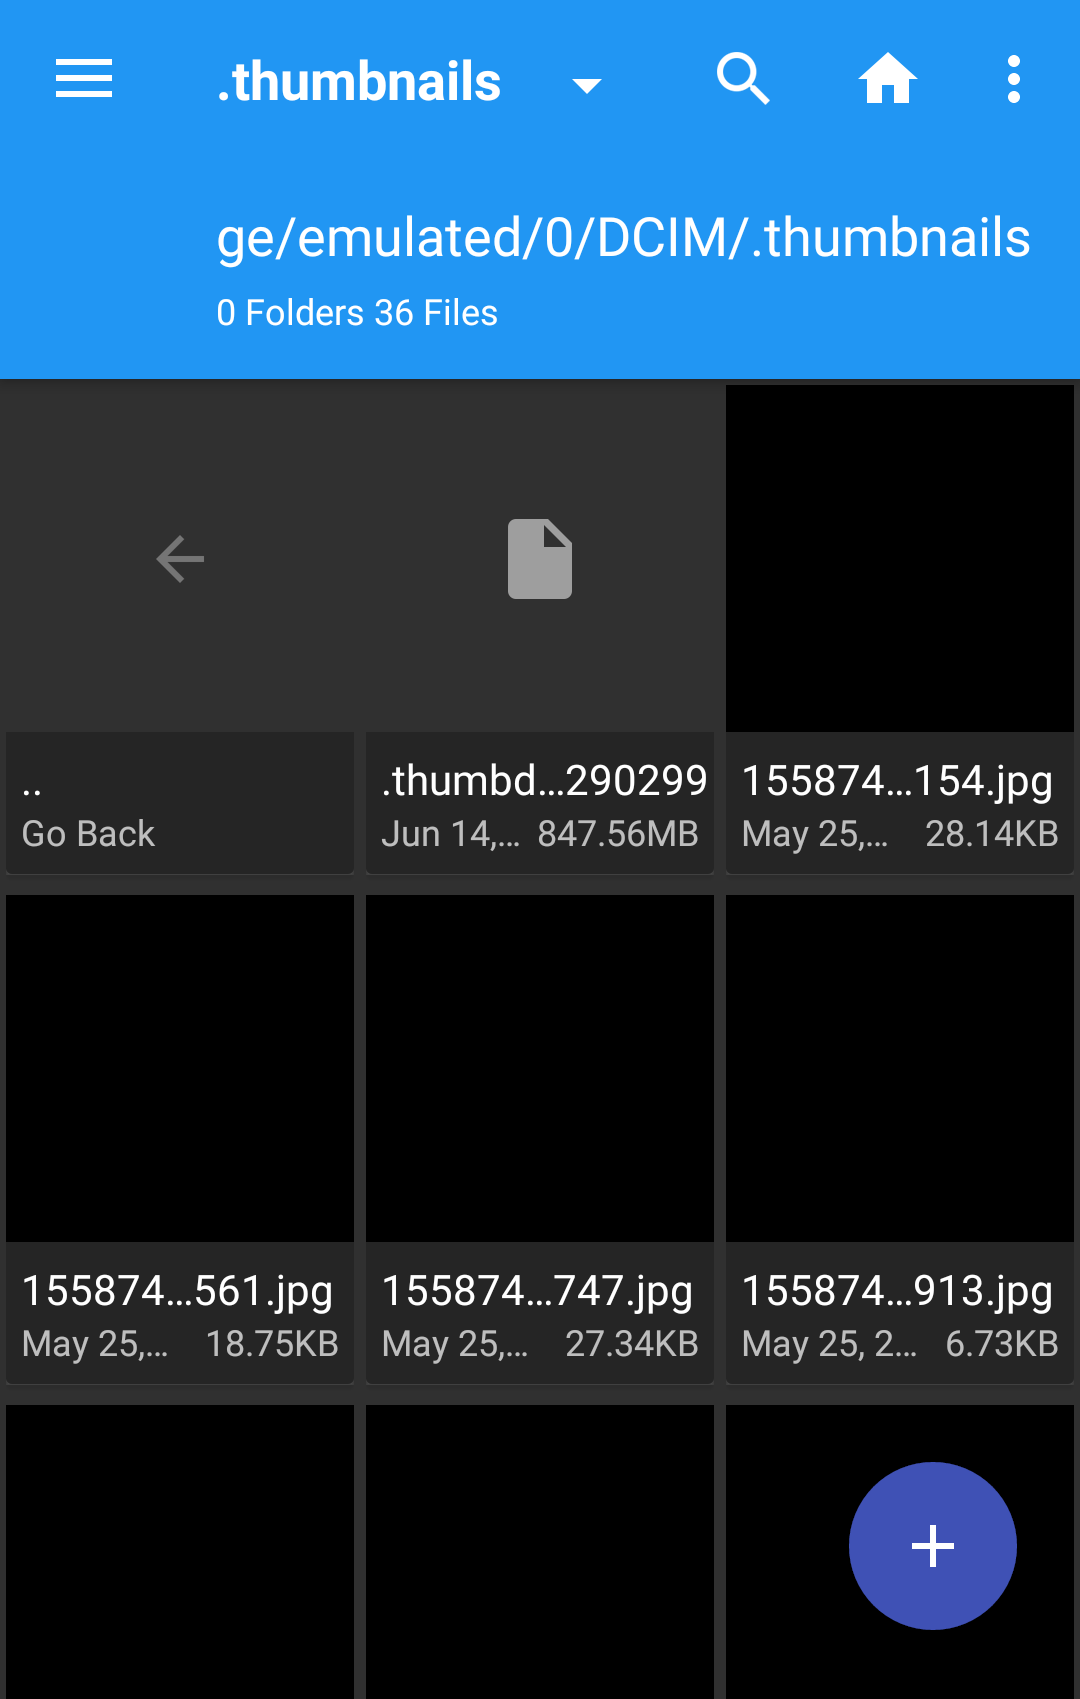 .thumbnails
ge/emulated/0/DCIM/.thumbnails
0 Folders 36 Files
..
Go Back
.thumbd...290299
Jun 14,... 847.56MB
155874...154.jpg
May 25,... 28.14KB
155874...561.jpg
May 25,... 18.75KB
155874...747.jpg
May 25,... 27.34KB
155874...913.jpg
May 25, 2... 6.73KB